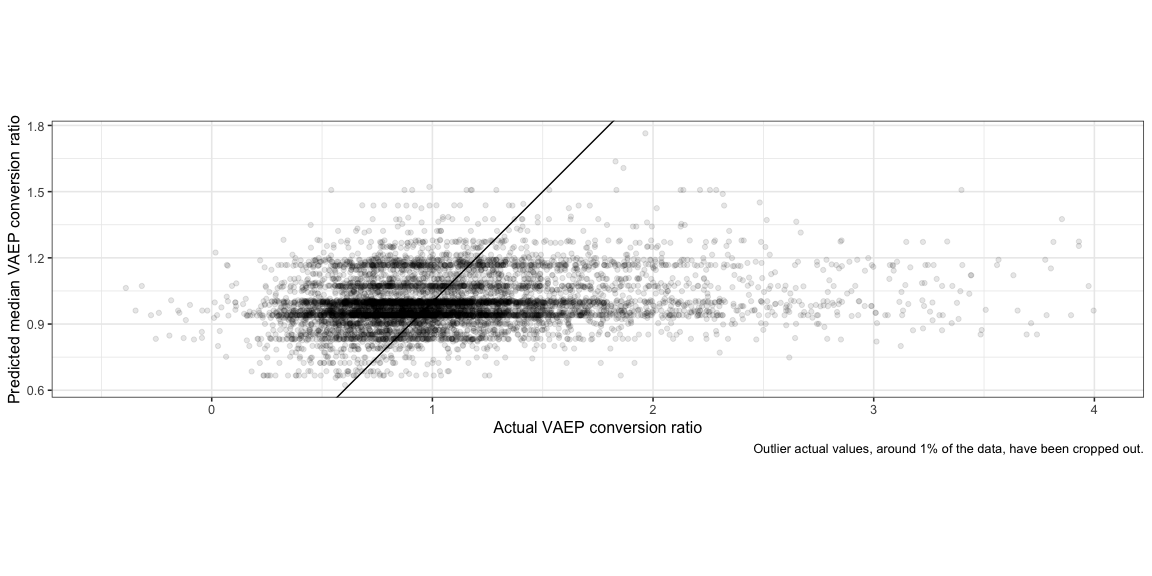 Predicted median VAEP conversion ratio
1.8
1.5
1.2
0.9
0.6
0 1 2 3 4
Actual VAEP conversion ratio
Outlier actual values, around 1% of the data, have been cropped out.